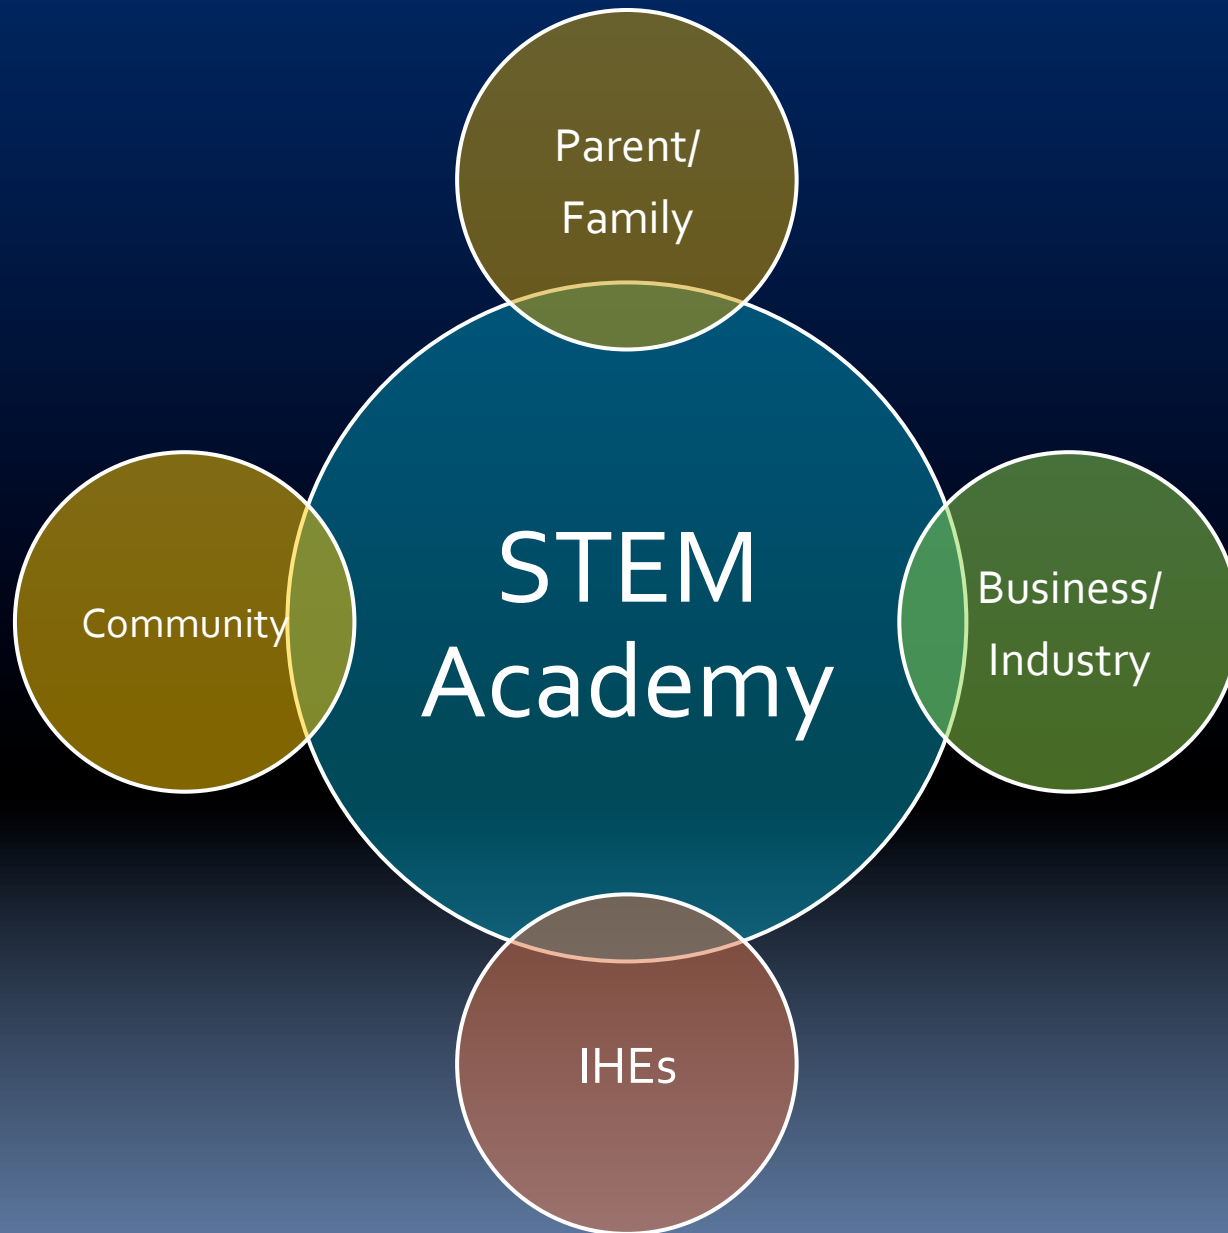 Parent/
Family
STEM
Academy
Community
Business/
Industry
IHEs